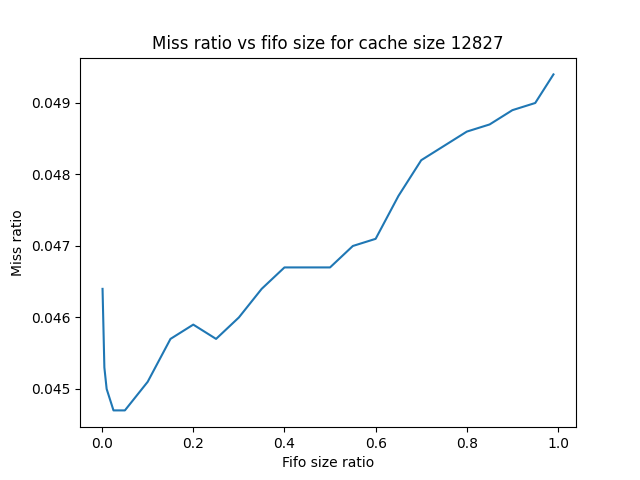 Miss ratio vs fifo size for cache size 12827
0.049
0.048
0.047
0.046
0.045
Miss ratio
0.0 0.2 0.4 0.6 0.8 1.0
Fifo size ratio